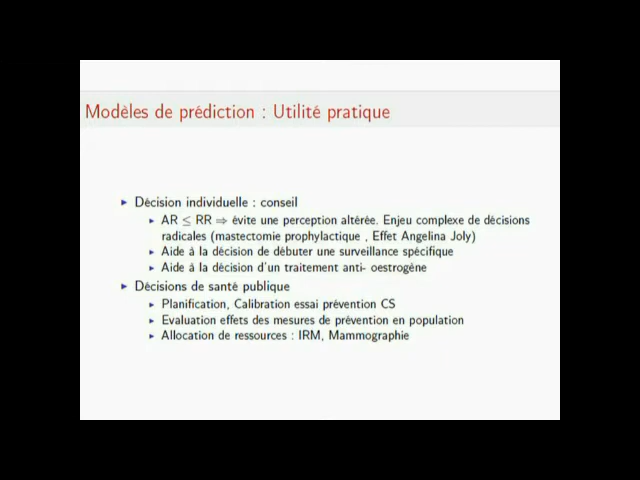 Modèles de prédiction : Utilité pratique
Décision individuelle : conseil
AR ≤ RR ⇒ évite une perception altérée. Enjeu complexe de décisions
radicales (mastectomie prophylactique , Effet Angelina Joly)
Aide à la décision de débuter une surveillance spécifique
Aide à la décision d'un traitement anti- oestrogène
Décisions de santé publique
Planification, Calibration essai prévention CS
Evaluation effets des mesures de prévention en population
Allocation de ressources : IRM, Mammographie